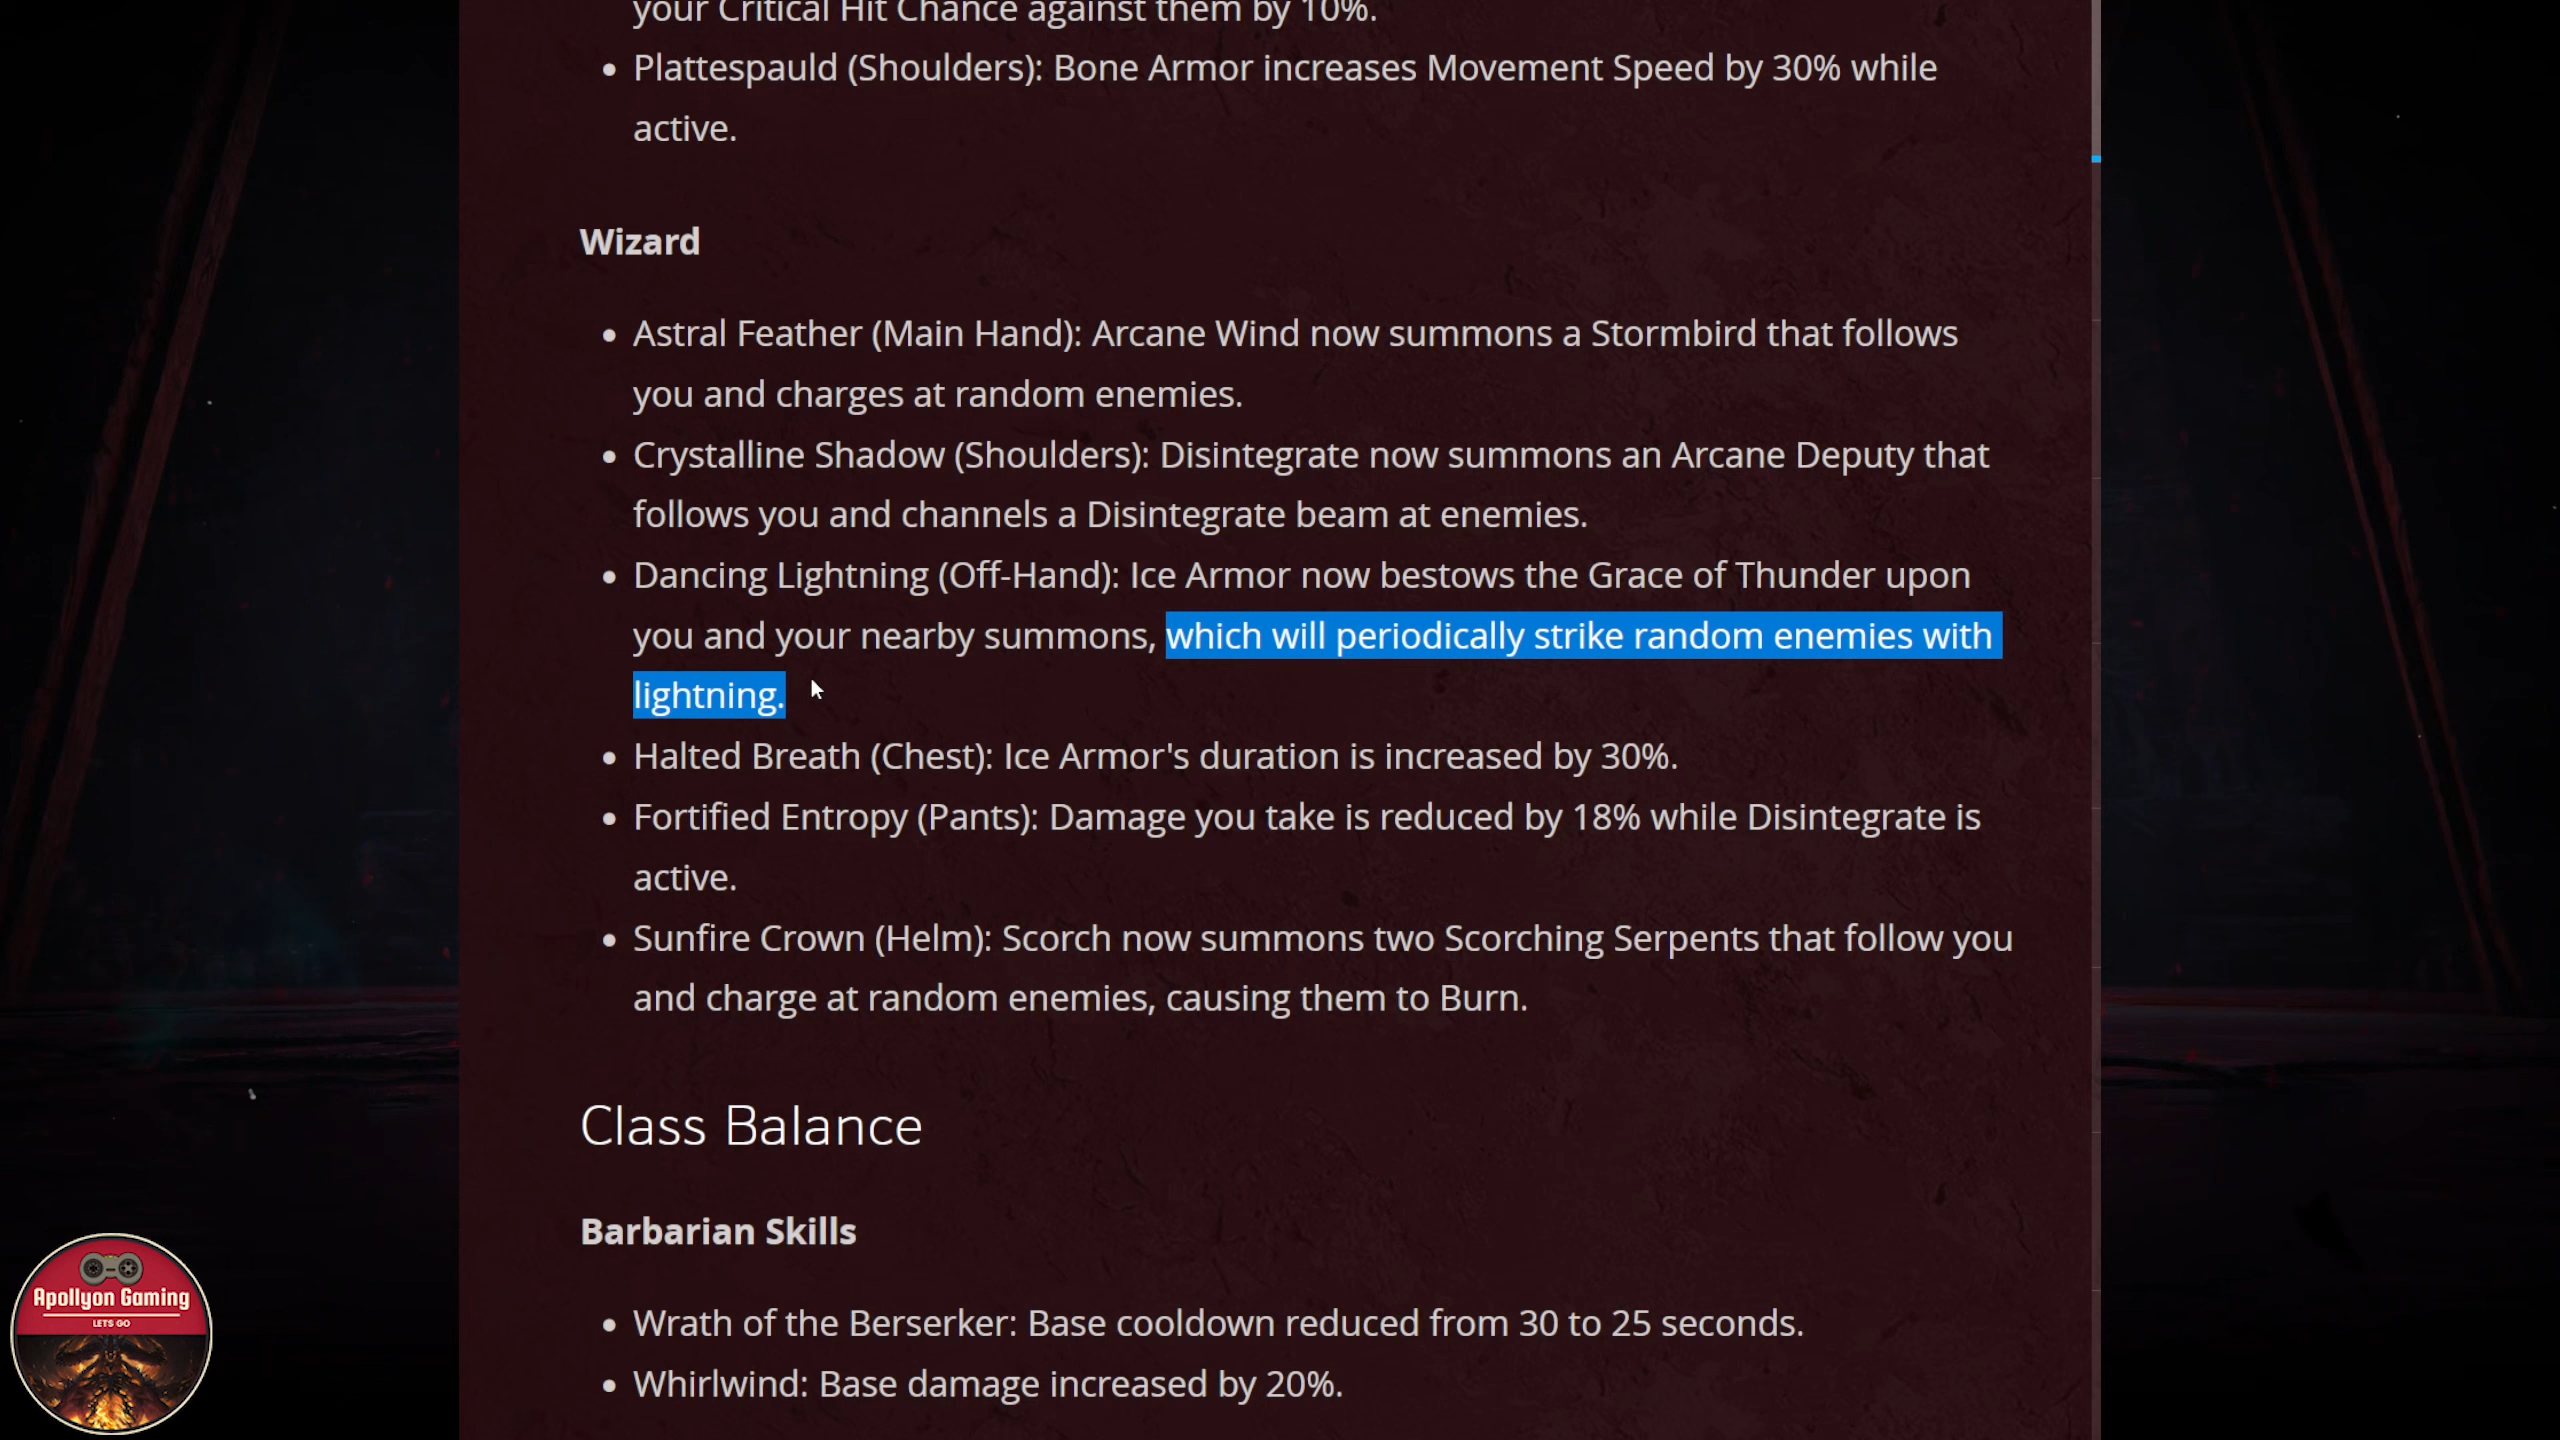 your Critical Hit Chance against them by 10%.
• Plattespauld (Shoulders): Bone Armor increases Movement Speed by 30% while
active.
Wizard
• Astral Feather (Main Hand): Arcane Wind now summons a Stormbird that follows
you and charges at random enemies.
• Crystalline Shadow (Shoulders): Disintegrate now summons an Arcane Deputy that
follows you and channels a Disintegrate beam at enemies.
• Dancing Lightning (Off-Hand): Ice Armor now bestows the Grace of Thunder upon
you and your nearby summons, which will periodically strike random enemies with
lightning.
• Halted Breath (Chest): Ice Armor's duration is increased by 30%.
• Fortified Entropy (Pants): Damage you take is reduced by 18% while Disintegrate is
active.
• Sunfire Crown (Helm): Scorch now summons two Scorching Serpents that follow you
and charge at random enemies, causing them to Burn.
Class Balance
Barbarian Skills
• Wrath of the Berserker: Base cooldown reduced from 30 to 25 seconds.
• Whirlwind: Base damage increased by 20%.
Apollyon Gaming
LETS GO